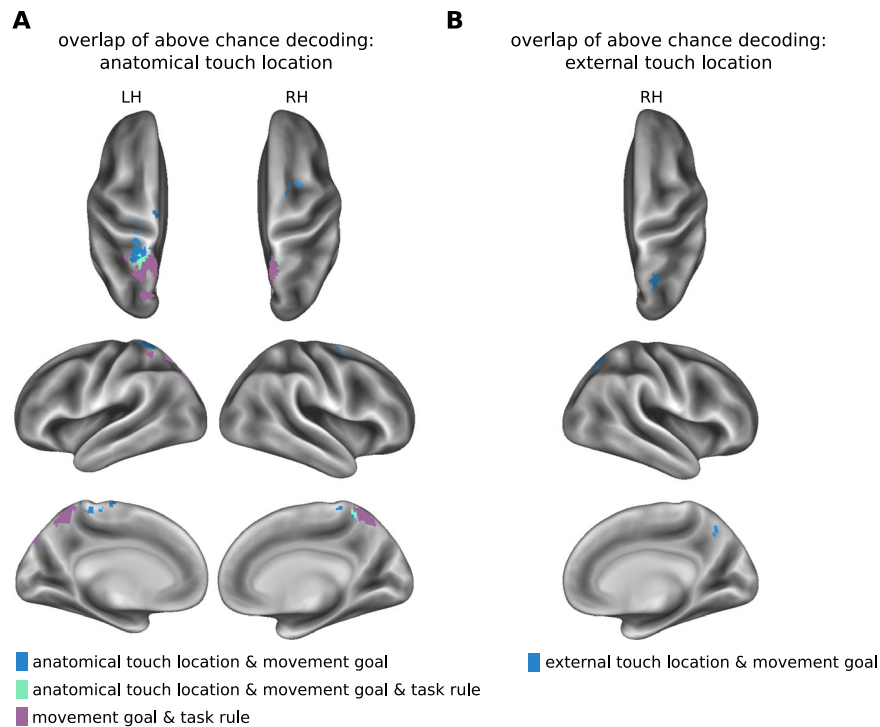 A
overlap of above chance decoding:
anatomical touch location
LH
RH
anatomical touch location & movement goal
anatomical touch location & movement goal & task rule
movement goal & task rule
B
overlap of above chance decoding:
external touch location
RH
external touch location & movement goal